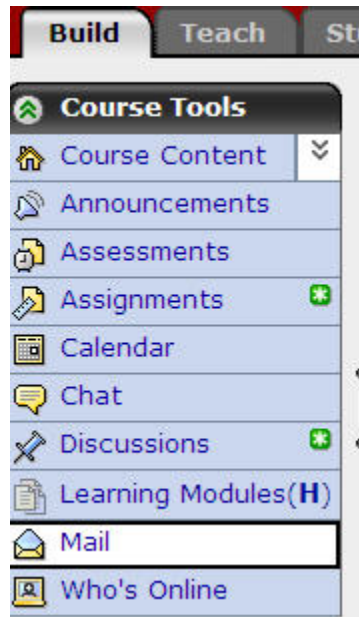 Build Teach St
Course Tools
Course Content
Announcements
Assessments
Assignments
Calendar
Chat
Discussions
Learning Modules(H)
Mail
Who's Online